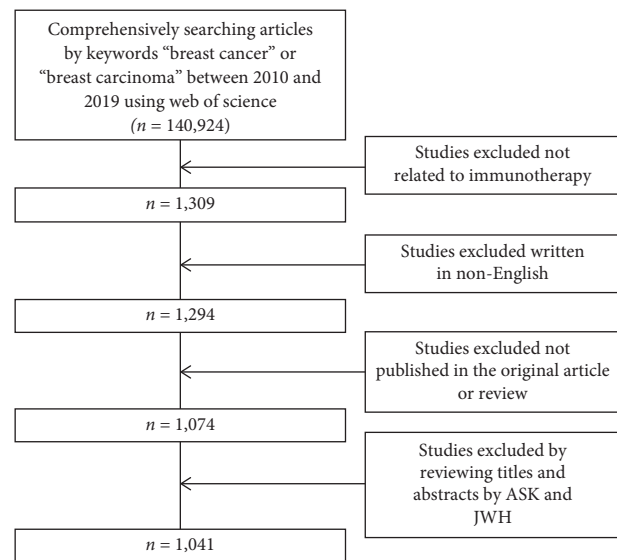 Comprehensively searching articles
by keywords “breast cancer” or
“breast carcinoma” between 2010 and
2019 using web of science
(n = 140,924)
Studies excluded not
related to immunotherapy
n = 1,309
Studies excluded written
in non-English
n = 1,294
Studies excluded not
published in the original article
or review
n = 1,074
Studies excluded by
reviewing titles and
abstracts by ASK and
JWH
n = 1,041